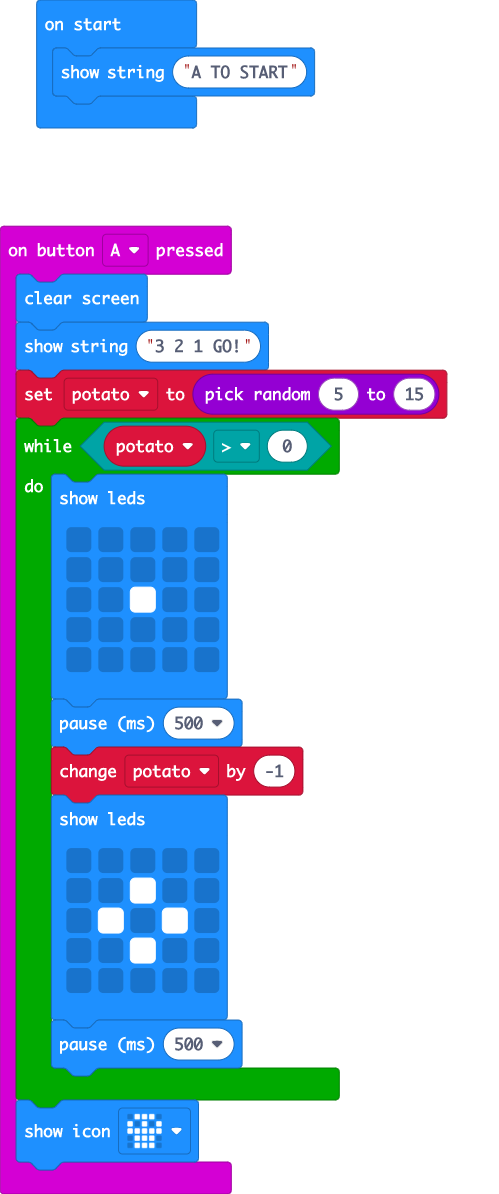 on start
show string "A TO START"
on button A pressed
clear screen
show string "3 2 1 GO!"
set potato to pick random 5 to 15
while potato > 0
do
show leds
pause (ms) 500
change potato by -1
show leds
pause (ms) 500
show icon